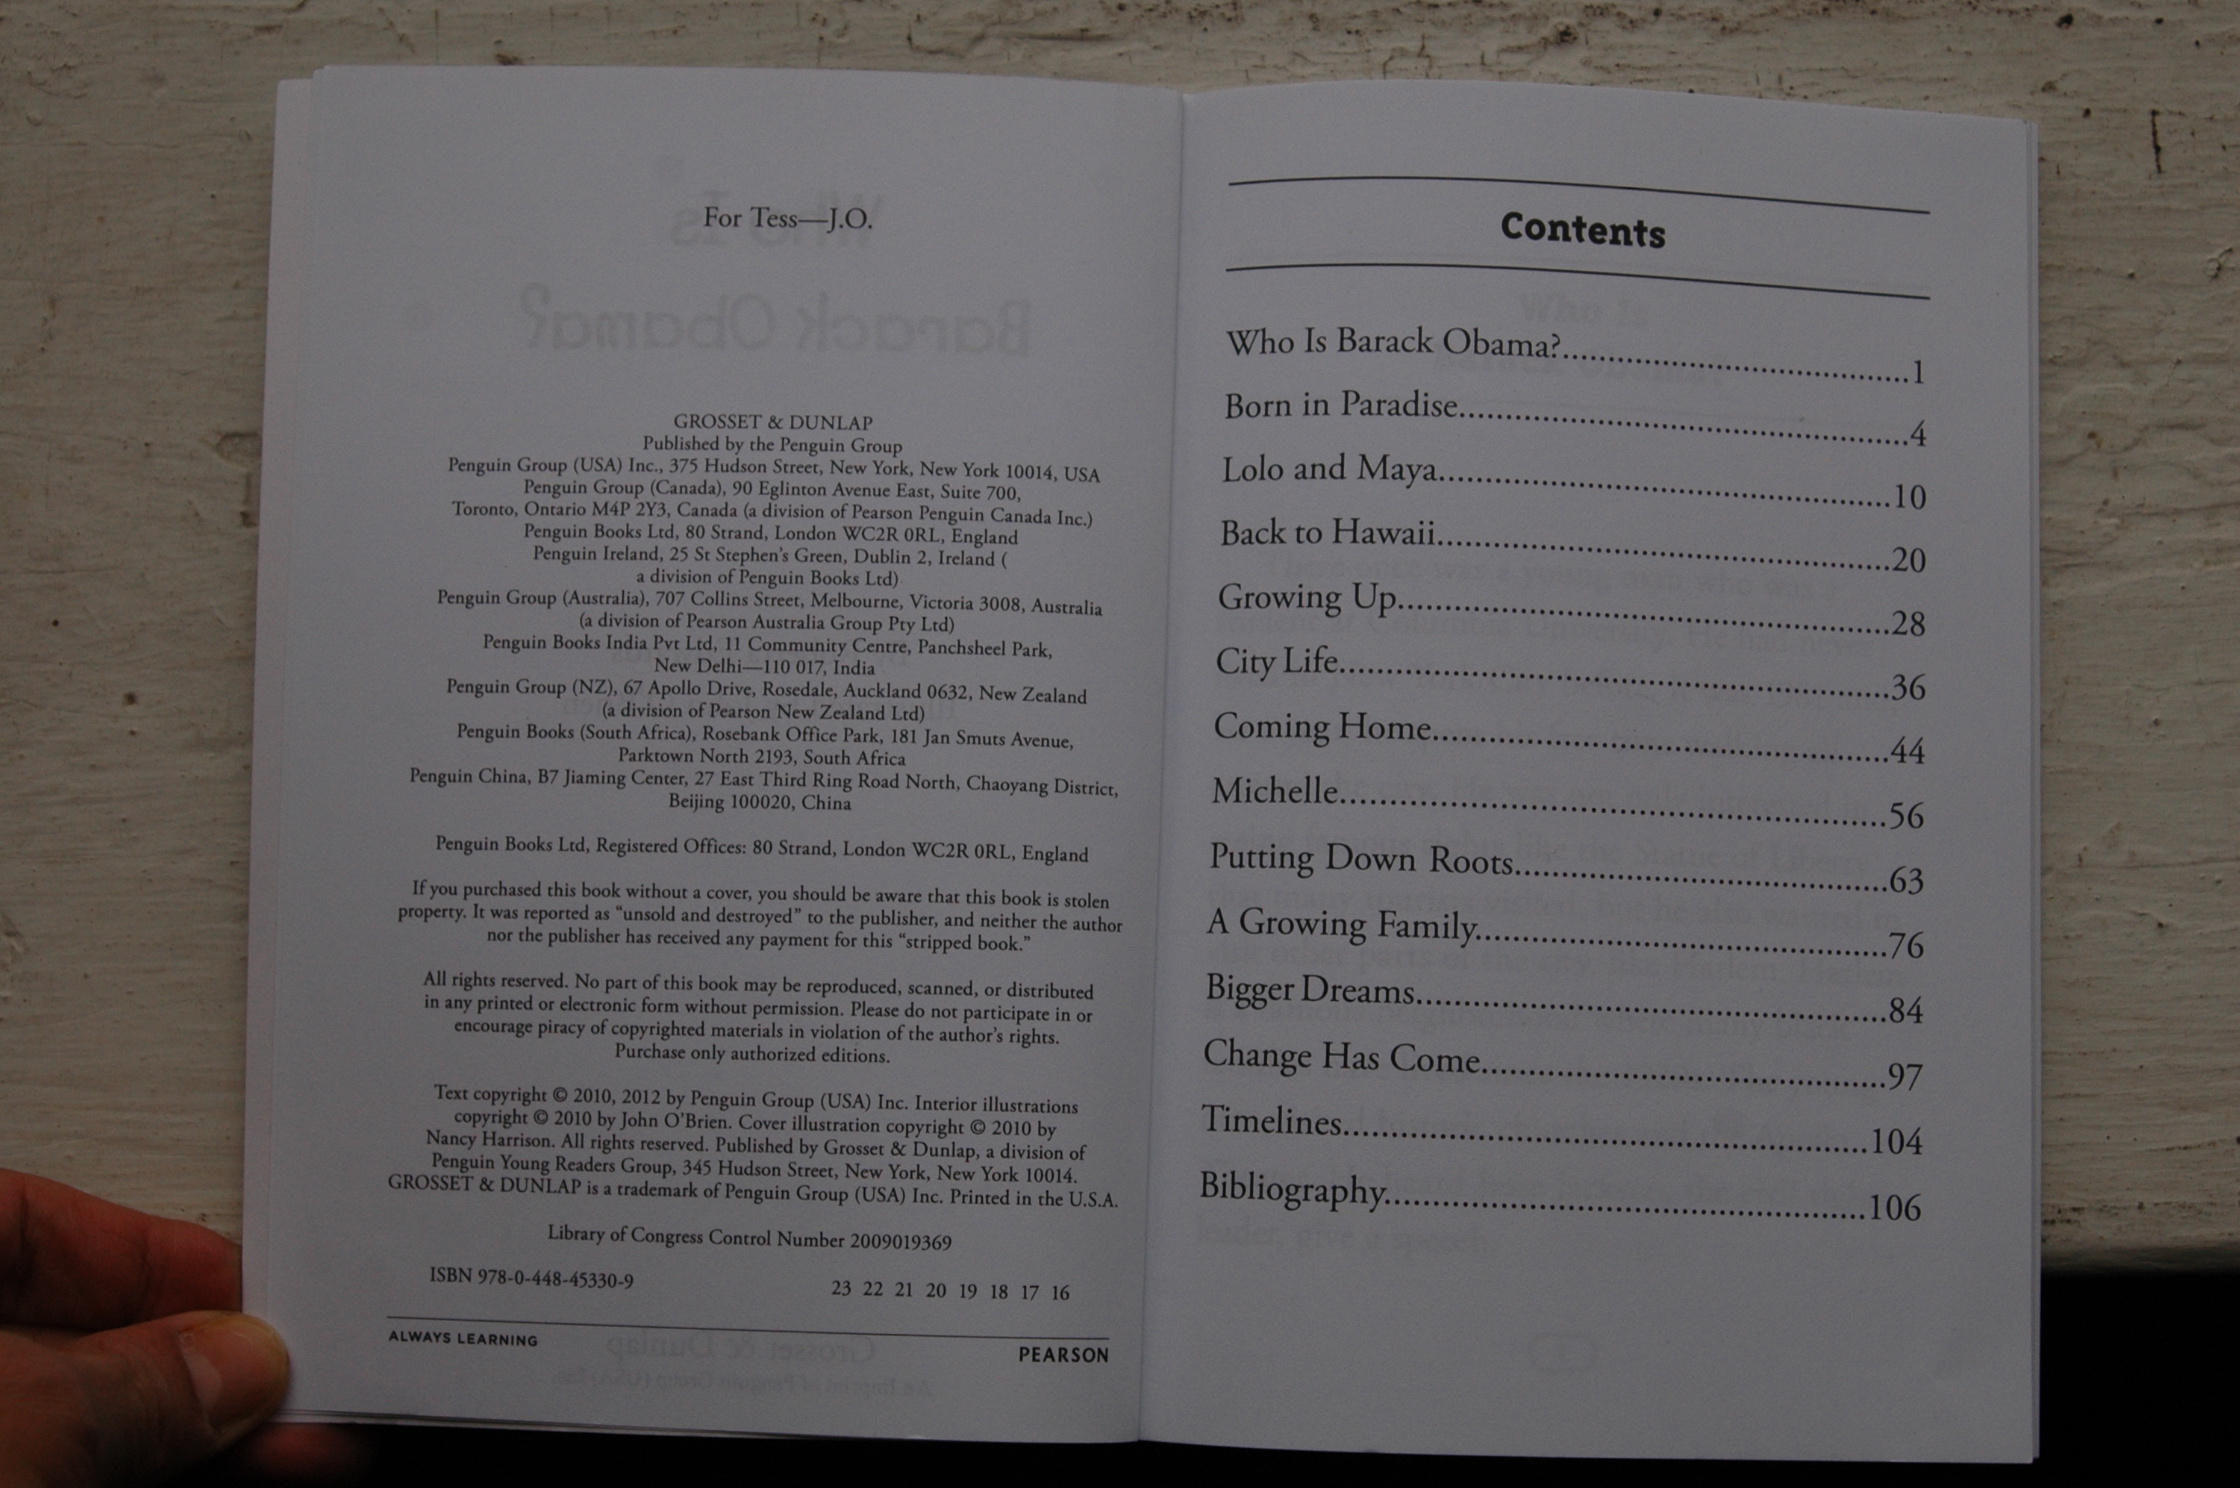 For Tess—J.O.
GROSSET & DUNLAP
Published by the Penguin Group
Penguin Group (USA) Inc., 375 Hudson Street, New York, New York 10014, USA
Penguin Group (Canada), 90 Eglinton Avenue East, Suite 700,
Toronto, Ontario M4P 2Y3, Canada (a division of Pearson Penguin Canada Inc.)
Penguin Books Ltd, 80 Strand, London WC2R 0RL, England
Penguin Ireland, 25 St Stephen's Green, Dublin 2, Ireland (
a division of Penguin Books Ltd)
Penguin Group (Australia), 707 Collins Street, Melbourne, Victoria 3008, Australia
(a division of Pearson Australia Group Pty Ltd)
Penguin Books India Pvt Ltd, 11 Community Centre, Panchsheel Park,
New Delhi—110 017, India
Penguin Group (NZ), 67 Apollo Drive, Rosedale, Auckland 0632, New Zealand
(a division of Pearson New Zealand Ltd)
Penguin Books (South Africa), Rosebank Office Park, 181 Jan Smuts Avenue,
Parktown North 2193, South Africa
Penguin China, B7 Jiaming Center, 27 East Third Ring Road North, Chaoyang District,
Beijing 100020, China
Penguin Books Ltd, Registered Offices: 80 Strand, London WC2R 0RL, England
If you purchased this book without a cover, you should be aware that this book is stolen
property. It was reported as "unsold and destroyed" to the publisher, and neither the author
nor the publisher has received any payment for this "stripped book."
All rights reserved. No part of this book may be reproduced, scanned, or distributed
in any printed or electronic form without permission. Please do not participate in or
encourage piracy of copyrighted materials in violation of the author's rights.
Purchase only authorized editions.
Text copyright © 2010, 2012 by Penguin Group (USA) Inc. Interior illustrations
copyright © 2010 by John O'Brien. Cover illustration copyright © 2010 by
Nancy Harrison. All rights reserved. Published by Grosset & Dunlap, a division of
Penguin Young Readers Group, 345 Hudson Street, New York, New York 10014.
GROSSET & DUNLAP is a trademark of Penguin Group (USA) Inc. Printed in the U.S.A.
Library of Congress Control Number 2009019369
ISBN 978-0-448-45330-9 23 22 21 20 19 18 17 16
ALWAYS LEARNING PEARSON
Contents
Who Is Barack Obama?..........1
Born in Paradise..........4
Lolo and Maya..........10
Back to Hawaii..........20
Growing Up..........28
City Life..........36
Coming Home..........44
Michelle..........56
Putting Down Roots..........63
A Growing Family..........76
Bigger Dreams..........84
Change Has Come..........97
Timelines..........104
Bibliography..........106